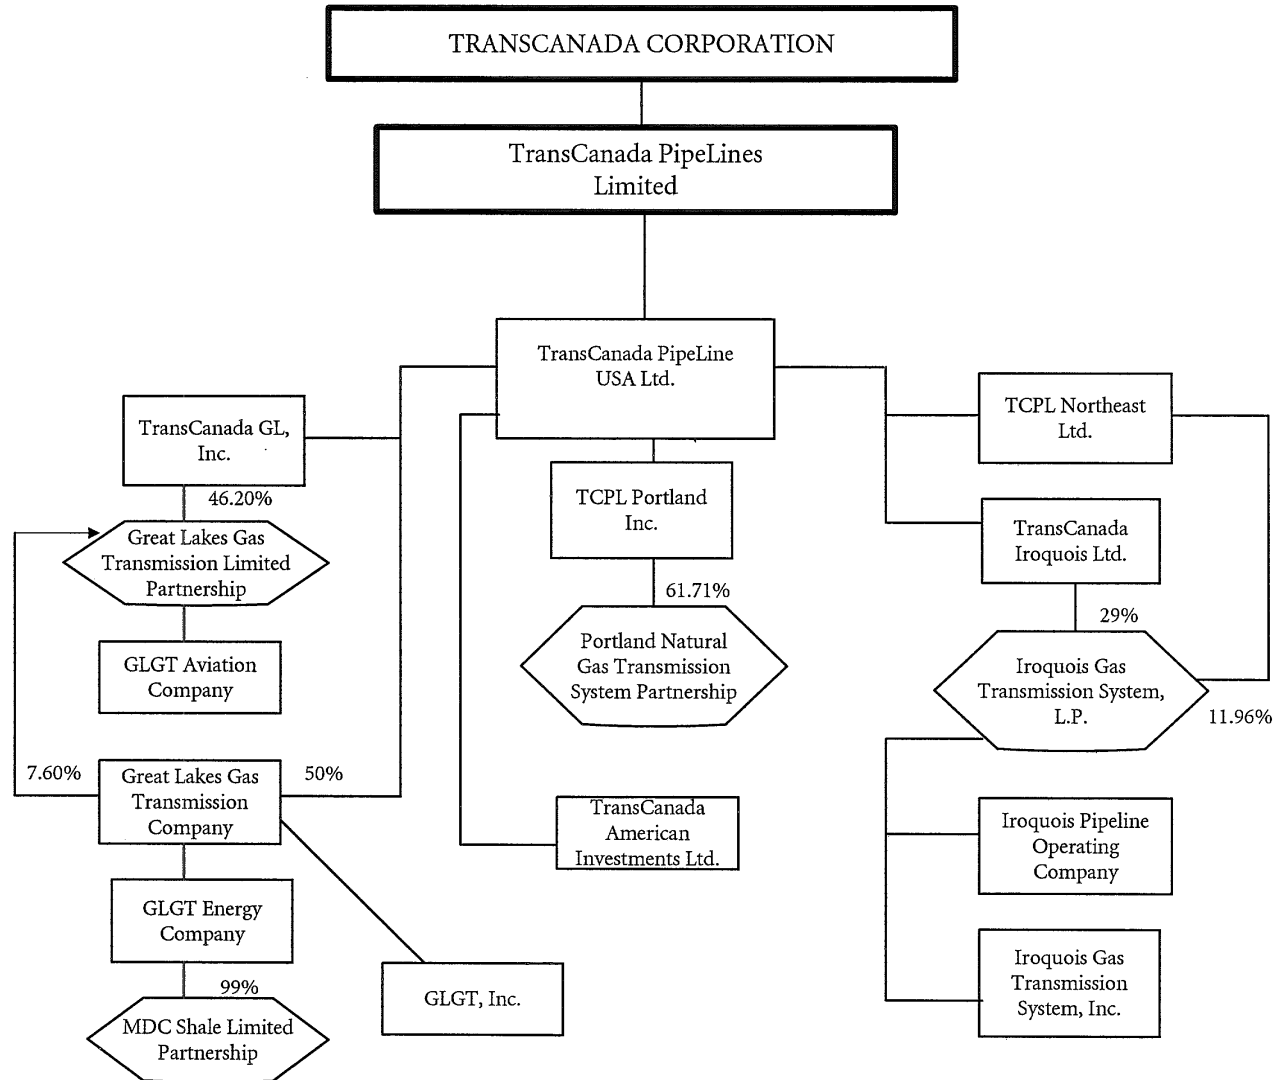 TRANSCANADA CORPORATION
TransCanada PipeLines
Limited
TransCanada PipeLine
USA Ltd.
TransCanada GL,
Inc.
46.20%
Great Lakes Gas
Transmission Limited
Partnership
GLGT Aviation
Company
7.60%
Great Lakes Gas
Transmission
Company
50%
GLGT Energy
Company
99%
MDC Shale Limited
Partnership
GLGT, Inc.
TCPL Portland
Inc.
61.71%
Portland Natural
Gas Transmission
System Partnership
TransCanada
American
Investments Ltd.
TCPL Northeast
Ltd.
TransCanada
Iroquois Ltd.
29%
Iroquois Gas
Transmission System,
L.P.
11.96%
Iroquois Pipeline
Operating
Company
Iroquois Gas
Transmission
System, Inc.